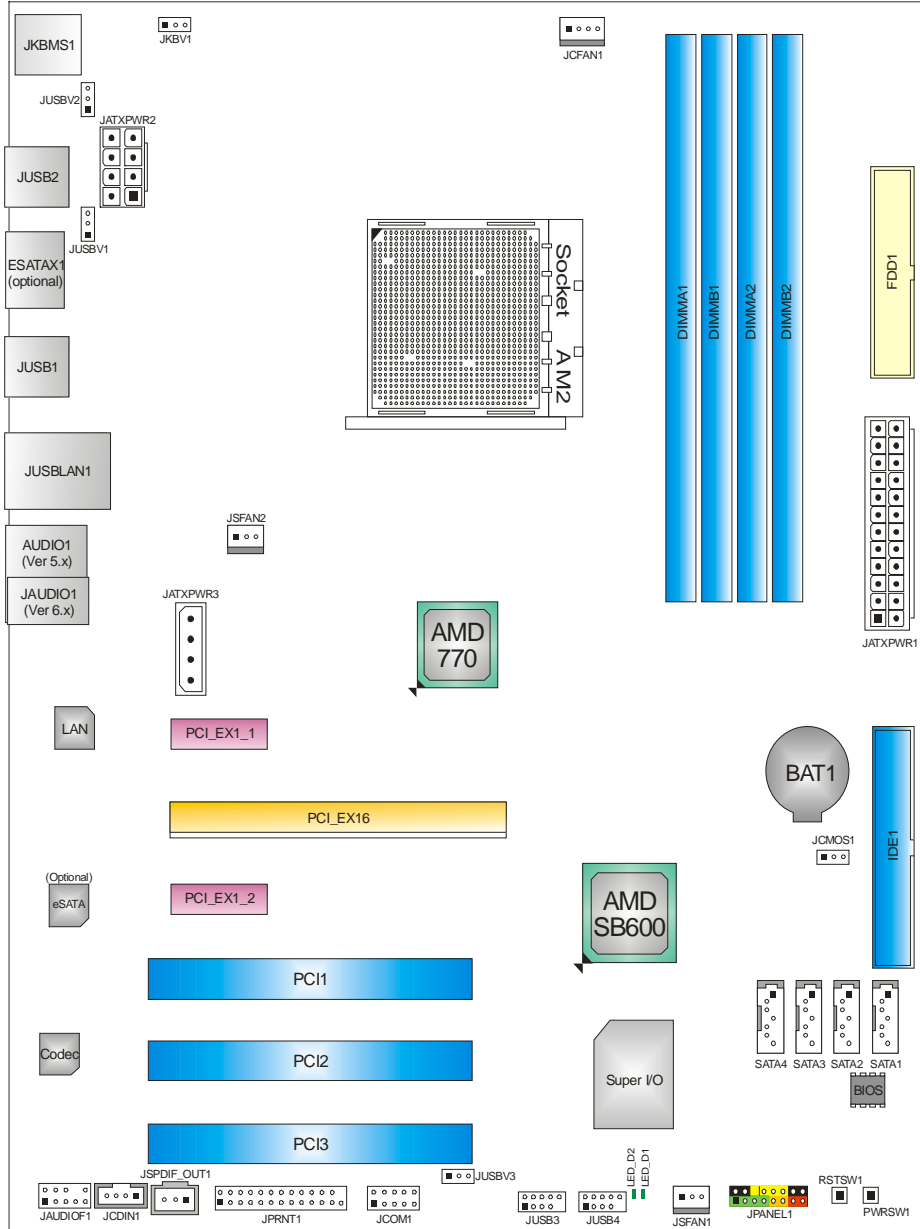 JKBMS1
JKBV1
JCFAN1
JUSBV2
JATXPWR2
JUSB2
JUSBV1
ESATAX1
(optional)
Socket AM2
DIMMA1
DIMMB1
DIMMA2
DIMMB2
FDD1
JUSB1
JUSBLAN1
JSFAN2
AUDIO1
(Ver 5.x)
JAUDIO1
(Ver 6.x)
JATXPWR3
AMD
770
JATXPWR1
LAN
PCI_EX1_1
BAT1
PCI_EX16
JCMOS1
IDE1
(Optional)
eSATA
PCI_EX1_2
AMD
SB600
PCI1
Codec
PCI2
Super I/O
SATA4
SATA3
SATA2
SATA1
BIOS
PCI3
JSPDIF_OUT1
JUSBV3
LED_D2
LED_D1
RSTSW1
JAUDIOF1
JCDIN1
JPRNT1
JCOM1
JUSB3
JUSB4
JSFAN1
JPANEL1
PWRSW1